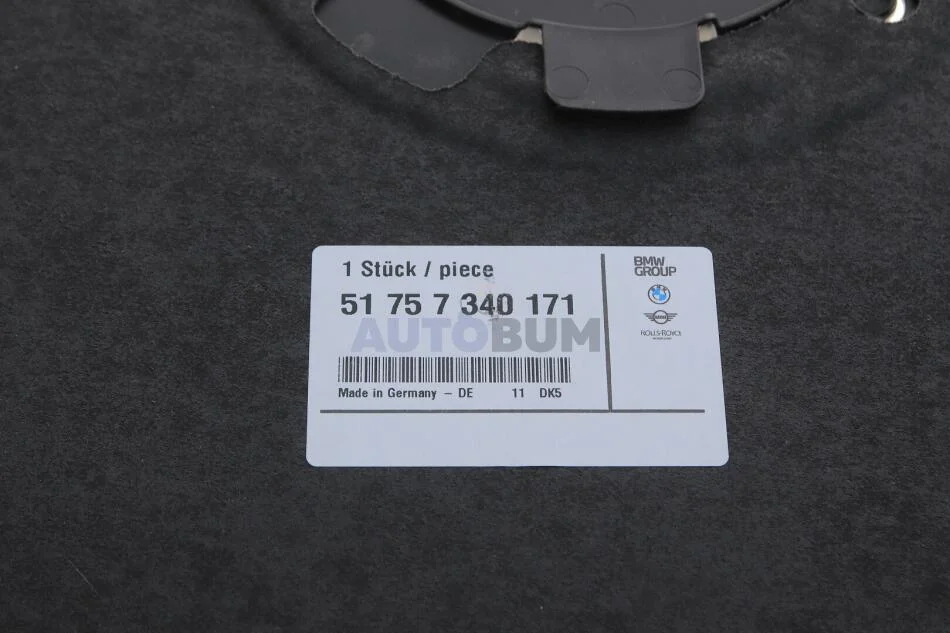 1 Stück / piece
51 75 7 340 171
AUTOBUM
Made in Germany – DE 11 DK5
BMW
GROUP
ROLLS-ROYCE